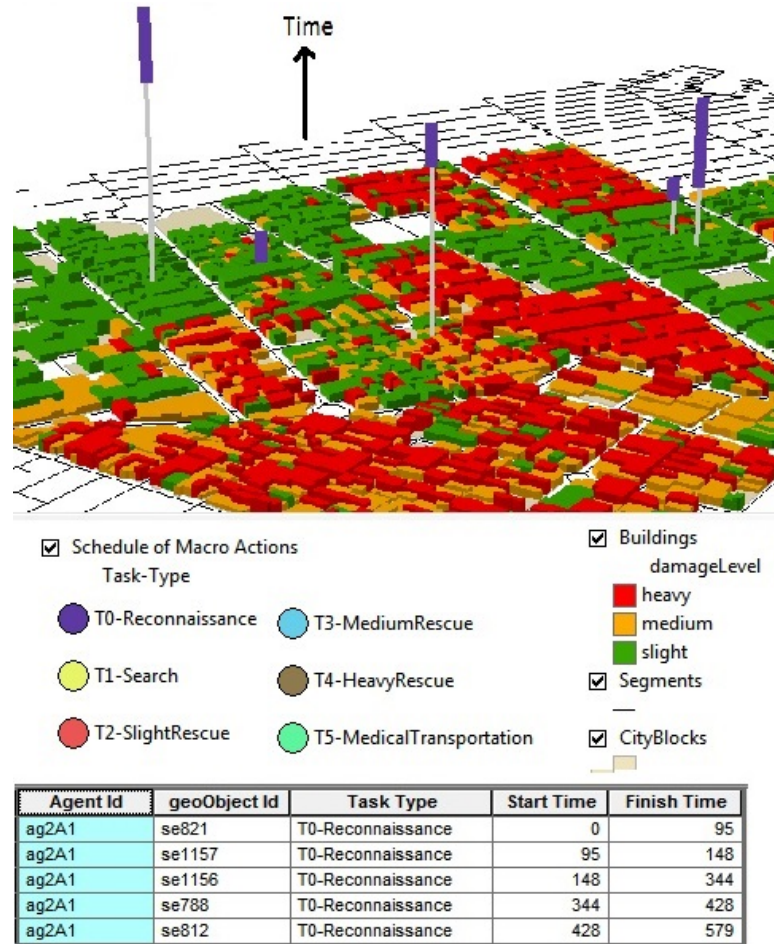 Time
Schedule of Macro Actions
Task-Type
T0-Reconnaissance
T3-MediumRescue
T1-Search
T4-HeavyRescue
T2-SlightRescue
T5-MedicalTransportation
Buildings
damageLevel
heavy
medium
slight
Segments
CityBlocks
Agent Id geoObject Id Task Type Start Time Finish Time
ag2A1 se821 T0-Reconnaissance 0 95
ag2A1 se1157 T0-Reconnaissance 95 148
ag2A1 se1156 T0-Reconnaissance 148 344
ag2A1 se788 T0-Reconnaissance 344 428
ag2A1 se812 T0-Reconnaissance 428 579